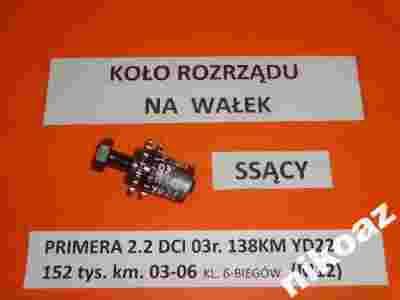 KOŁO ROZRZĄDU
NA WAŁEK
SSĄCY
PRIMERA 2.2 DCI 03r. 138KM YD22
152 tys. km. 03-06 KL. 6-BIEGÓW (P12)
nikoaz